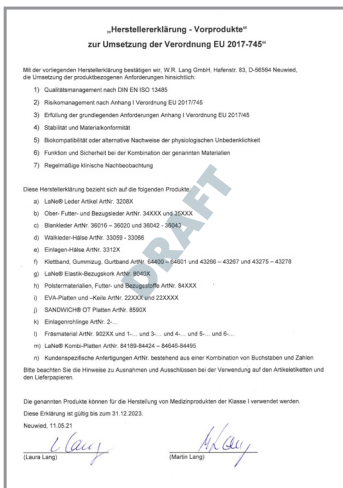 „Herstellererklärung - Vorprodukte"
zur Umsetzung der Verordnung EU 2017-745"
Mit der vorliegenden Herstellerklärung bestätigen wir, W.R. Lang GmbH, Hafenstr. 83, D-56564 Neuwied,
die Umsetzung der produktbezogenen Anforderungen hinsichtlich:
1) Qualitätsmanagement nach DIN EN ISO 13485
2) Risikomanagement nach Anhang I Verordnung EU 2017/745
3) Erfüllung der grundlegenden Anforderungen Anhang I Verordnung EU 2017/45
4) Stabilität und Materialkonformität
5) Biokompatibilität oder alternative Nachweise der physiologischen Unbedenklichkeit
6) Funktion und Sicherheit bei der Kombination der genannten Materialien
7) Regelmäßige klinische Nachbeobachtung
Diese Herstellerklärung bezieht sich auf die folgenden Produkte:
a) LaNe® Leder Artikel ArtNr. 3208X
b) Ober- Futter- und Bezugsleder ArtNr. 34XXX und 35XXX
c) Blankleder ArtNr. 36016 – 36020 und 36042 - 36043
d) Walkleder-Hälse ArtNr. 33059 - 33066
e) Einlagen-Hälse ArtNr. 3312X
f) Klettband, Gummizug, Gurtband ArtNr. 64400 – 64601 und 43266 – 43267 und 43275 – 43278
g) LaNe® Elastik-Bezugskork ArtNr. 9040X
h) Polstermaterialien, Futter- und Bezugsstoffe ArtNr. 94XXX
i) EVA-Platten und –Keile ArtNr. 22XXX und 22XXXX
j) SANDWICH® OT Platten ArtNr. 8590X
k) Einlagenrohlinge ArtNr. 2-...
l) Fräsmaterial ArtNr. 902XX und 1-... und 3-... und 4-... und 5-... und 6-...
m) LaNe® Kombi-Platten ArtNr. 84189-84424 – 84646-84495
n) Kundenspezifische Anfertigungen ArtNr. bestehend aus einer Kombination von Buchstaben und Zahlen
Bitte beachten Sie die Hinweise zu Ausnahmen und Ausschlüssen bei der Verwendung auf den Artikeletiketten und
den Lieferpapieren.
Die genannten Produkte können für die Herstellung von Medizinprodukten der Klasse I verwendet werden.
Diese Erklärung ist gültig bis zum 31.12.2023.
Neuwied, 11.05.21
L Lang
M Lang
(Laura Lang)
(Martin Lang)
DRAFT